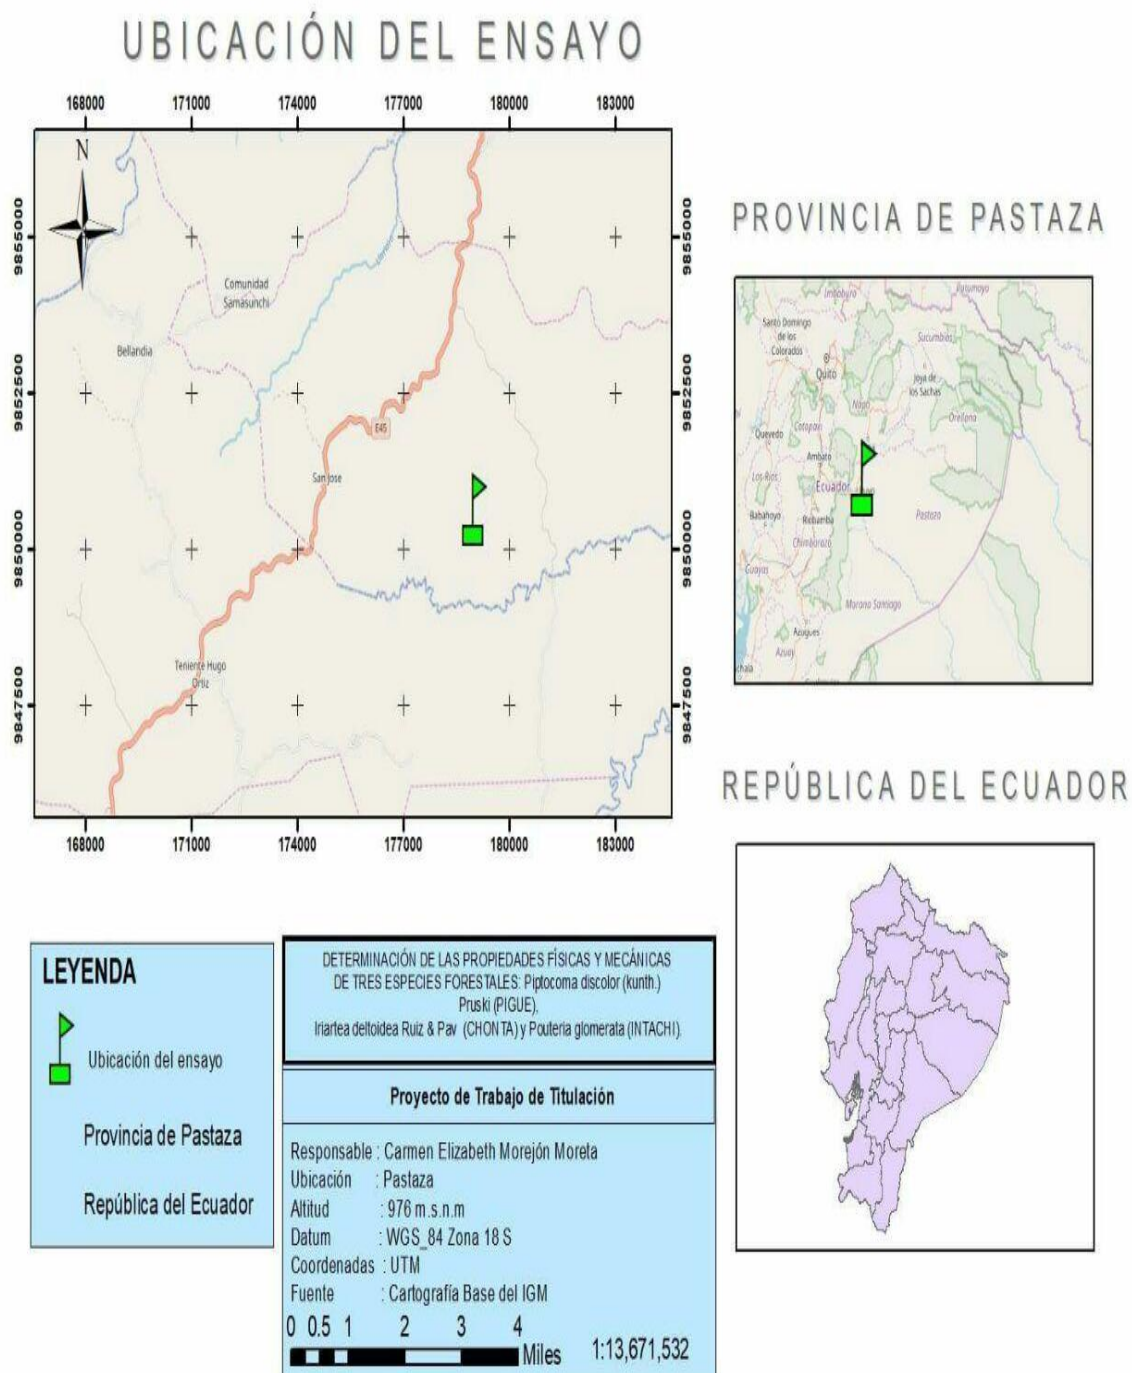 UBICACIÓN DEL ENSAYO
168000 171000 174000 177000 180000 183000
N
9855000
9855000
Comunidad
Samasunchi
Bellandia
9852500
9852500
E45
San Jose
9850000
9850000
Teniente Hugo
Ortiz
9847500
9847500
168000 171000 174000 177000 180000 183000
PROVINCIA DE PASTAZA
Imbabura
Putumayo
Santo Domingo
de los
Colorados
Sucumbíos
Quito
Joya de
los Sachas
Napo
Orellana
Cotopaxi
Quevedo
Ambato
Los Ríos
Ecuador
Pastaza
Babahoyo
Riobamba
Chimborazo
Guayas
Morona Santiago
Azogues
Azuay
chala
REPÚBLICA DEL ECUADOR
LEYENDA
Ubicación del ensayo
Provincia de Pastaza
República del Ecuador
DETERMINACIÓN DE LAS PROPIEDADES FÍSICAS Y MECÁNICAS
DE TRES ESPECIES FORESTALES: Piptocoma discolor (kunth.)
Pruski (PIGUE),
Iriartea deltoidea Ruiz & Pav (CHONTA) y Pouteria glomerata (INTACHI).
Proyecto de Trabajo de Titulación
Responsable : Carmen Elizabeth Morejón Moreta
Ubicación : Pastaza
Altitud : 976 m.s.n.m
Datum : WGS_84 Zona 18 S
Coordenadas : UTM
Fuente : Cartografía Base del IGM
0 0.5 1 2 3 4
Miles
1:13,671,532